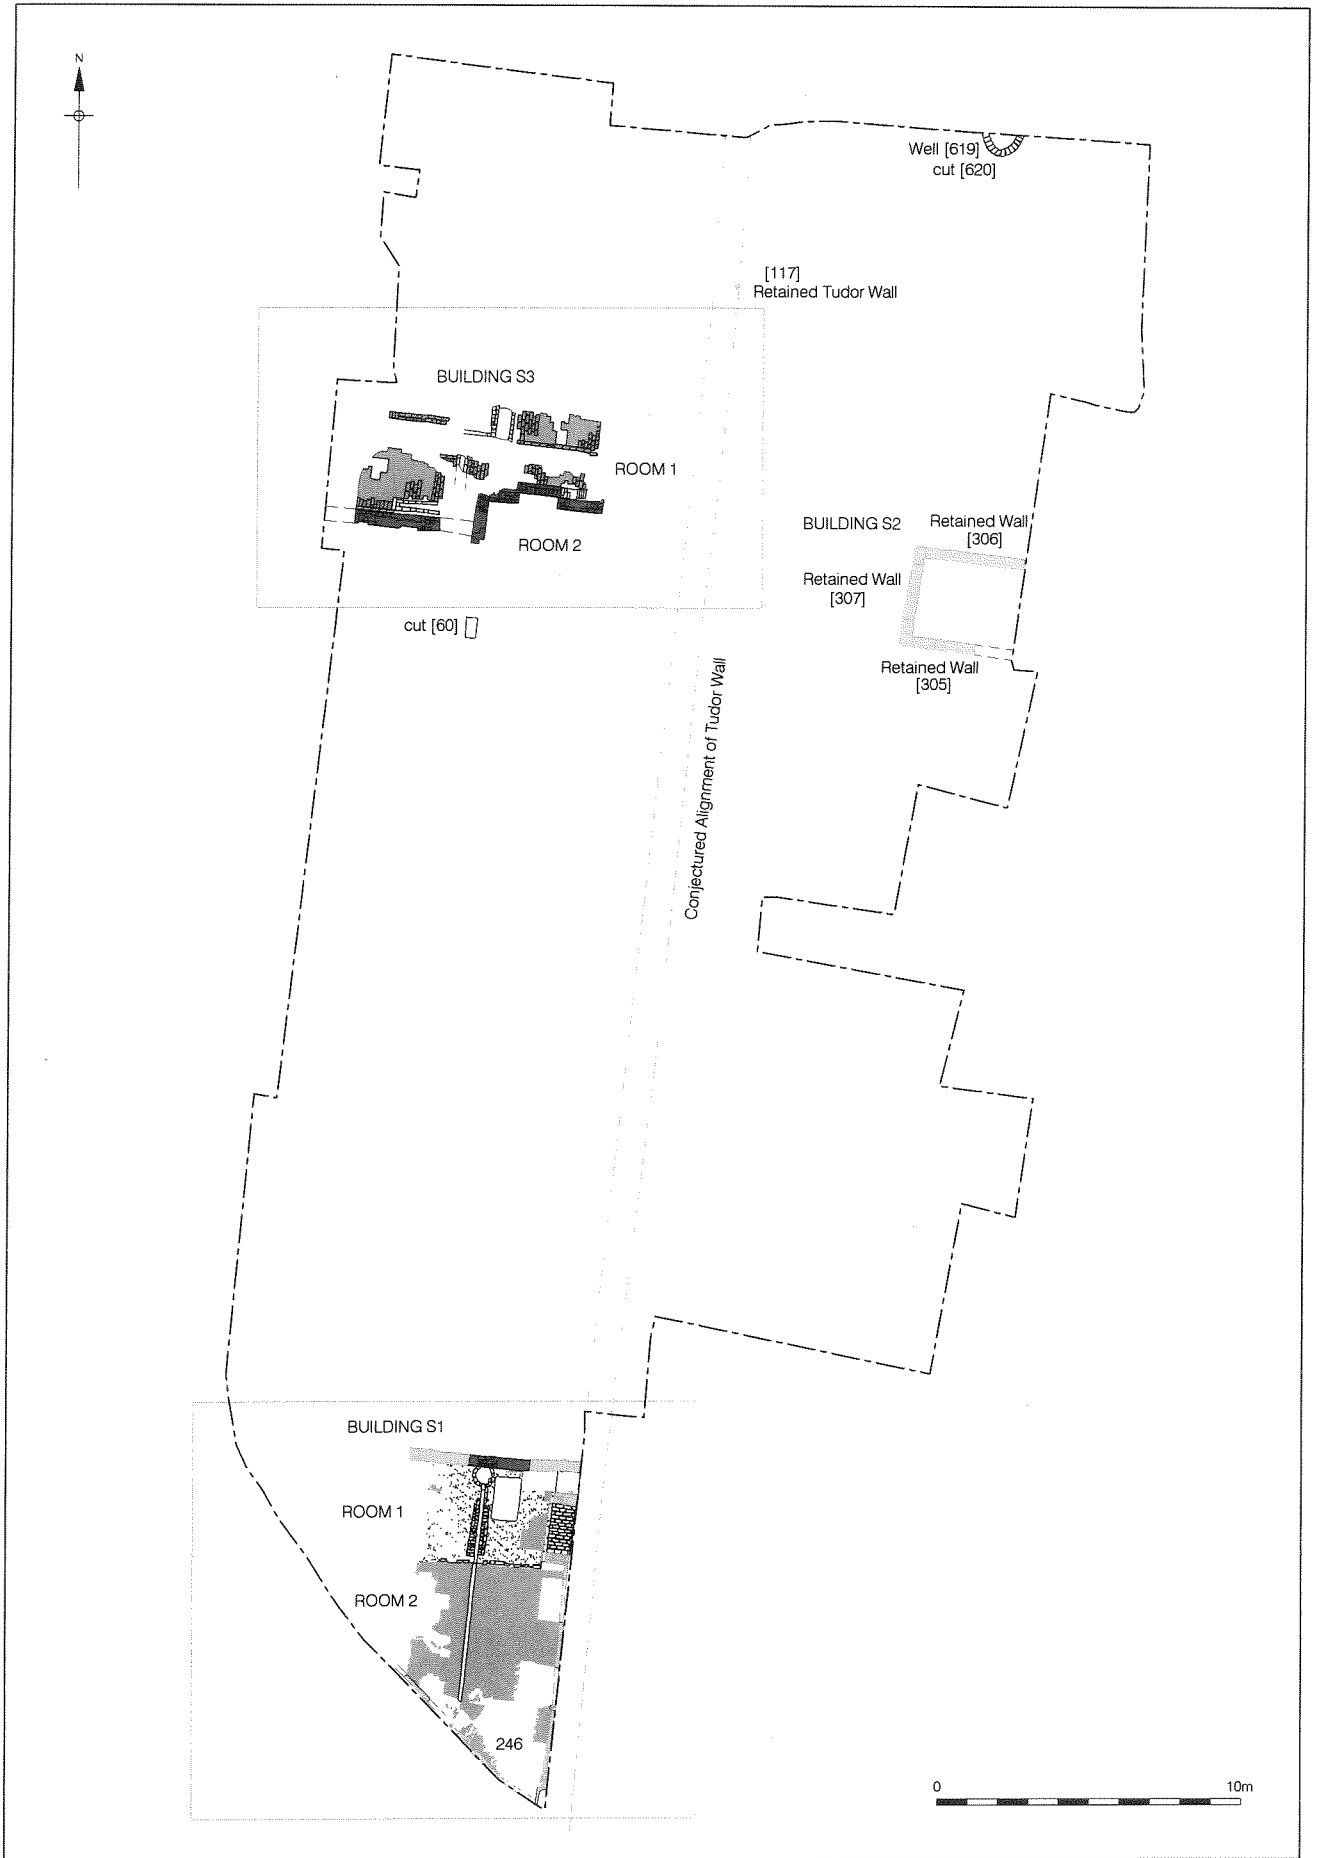 N
Well [619]
cut [620]
[117]
Retained Tudor Wall
BUILDING S3
ROOM 1
ROOM 2
BUILDING S2
Retained Wall
[306]
Retained Wall
[307]
Retained Wall
[305]
cut [60]
Conjectured Alignment of Tudor Wall
BUILDING S1
ROOM 1
ROOM 2
246
0 10m